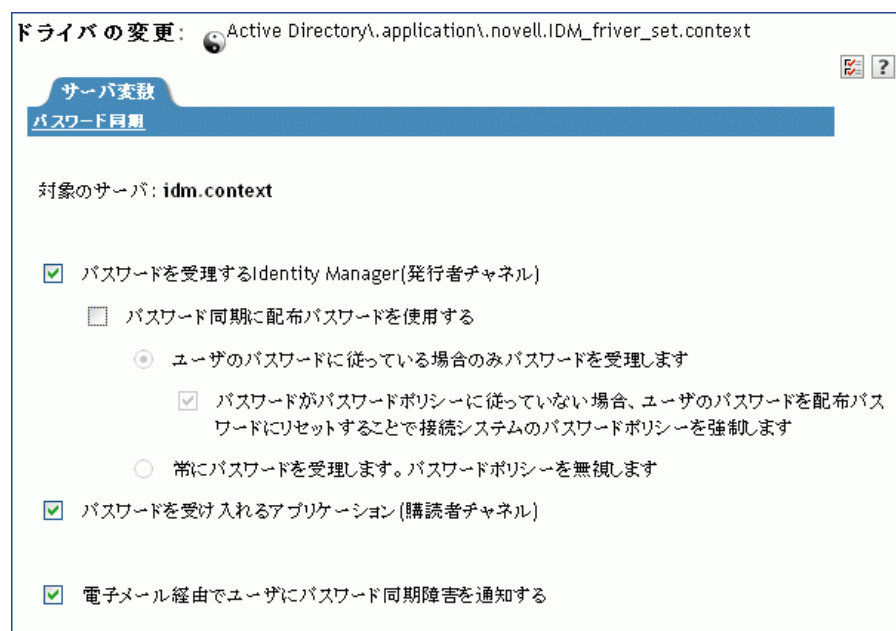 ドライバの変更: Active Directory\.application\.novell.IDM_friver_set.context
?
サーバ変数
パスワード同期
対象のサーバ: idm.context
パスワードを受理するIdentity Manager(発行者チャネル)
パスワード同期に配布パスワードを使用する
ユーザのパスワードに従っている場合のみパスワードを受理します
パスワードがパスワードポリシーに従っていない場合、ユーザのパスワードを配布パス
ワードにリセットすることで接続システムのパスワードポリシーを強制します
常にパスワードを受理します。パスワードポリシーを無視します
パスワードを受け入れるアプリケーション(購読者チャネル)
電子メール経由でユーザにパスワード同期障害を通知する